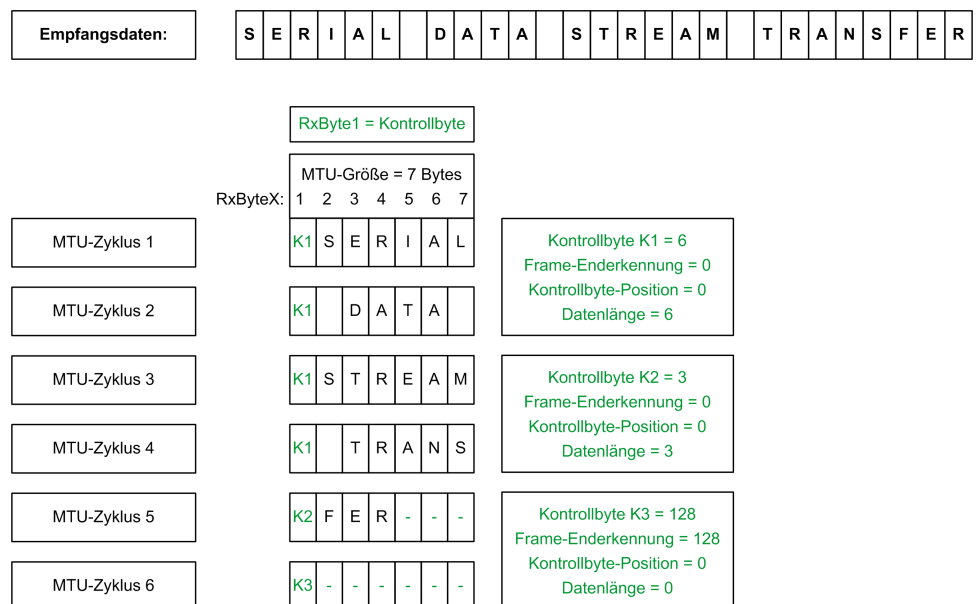 Empfangsdaten: S E R I A L D A T A S T R E A M T R A N S F E R
RxByte1 = Kontrollbyte
MTU-Größe = 7 Bytes
RxByteX: 1 2 3 4 5 6 7
MTU-Zyklus 1 K1 S E R I A L
Kontrollbyte K1 = 6
Frame-Enderkennung = 0
Kontrollbyte-Position = 0
Datenlänge = 6
MTU-Zyklus 2 K1 D A T A
MTU-Zyklus 3 K1 S T R E A M
Kontrollbyte K2 = 3
Frame-Enderkennung = 0
Kontrollbyte-Position = 0
Datenlänge = 3
MTU-Zyklus 4 K1 T R A N S
MTU-Zyklus 5 K2 F E R - - -
Kontrollbyte K3 = 128
Frame-Enderkennung = 128
Kontrollbyte-Position = 0
Datenlänge = 0
MTU-Zyklus 6 K3 - - - - - -